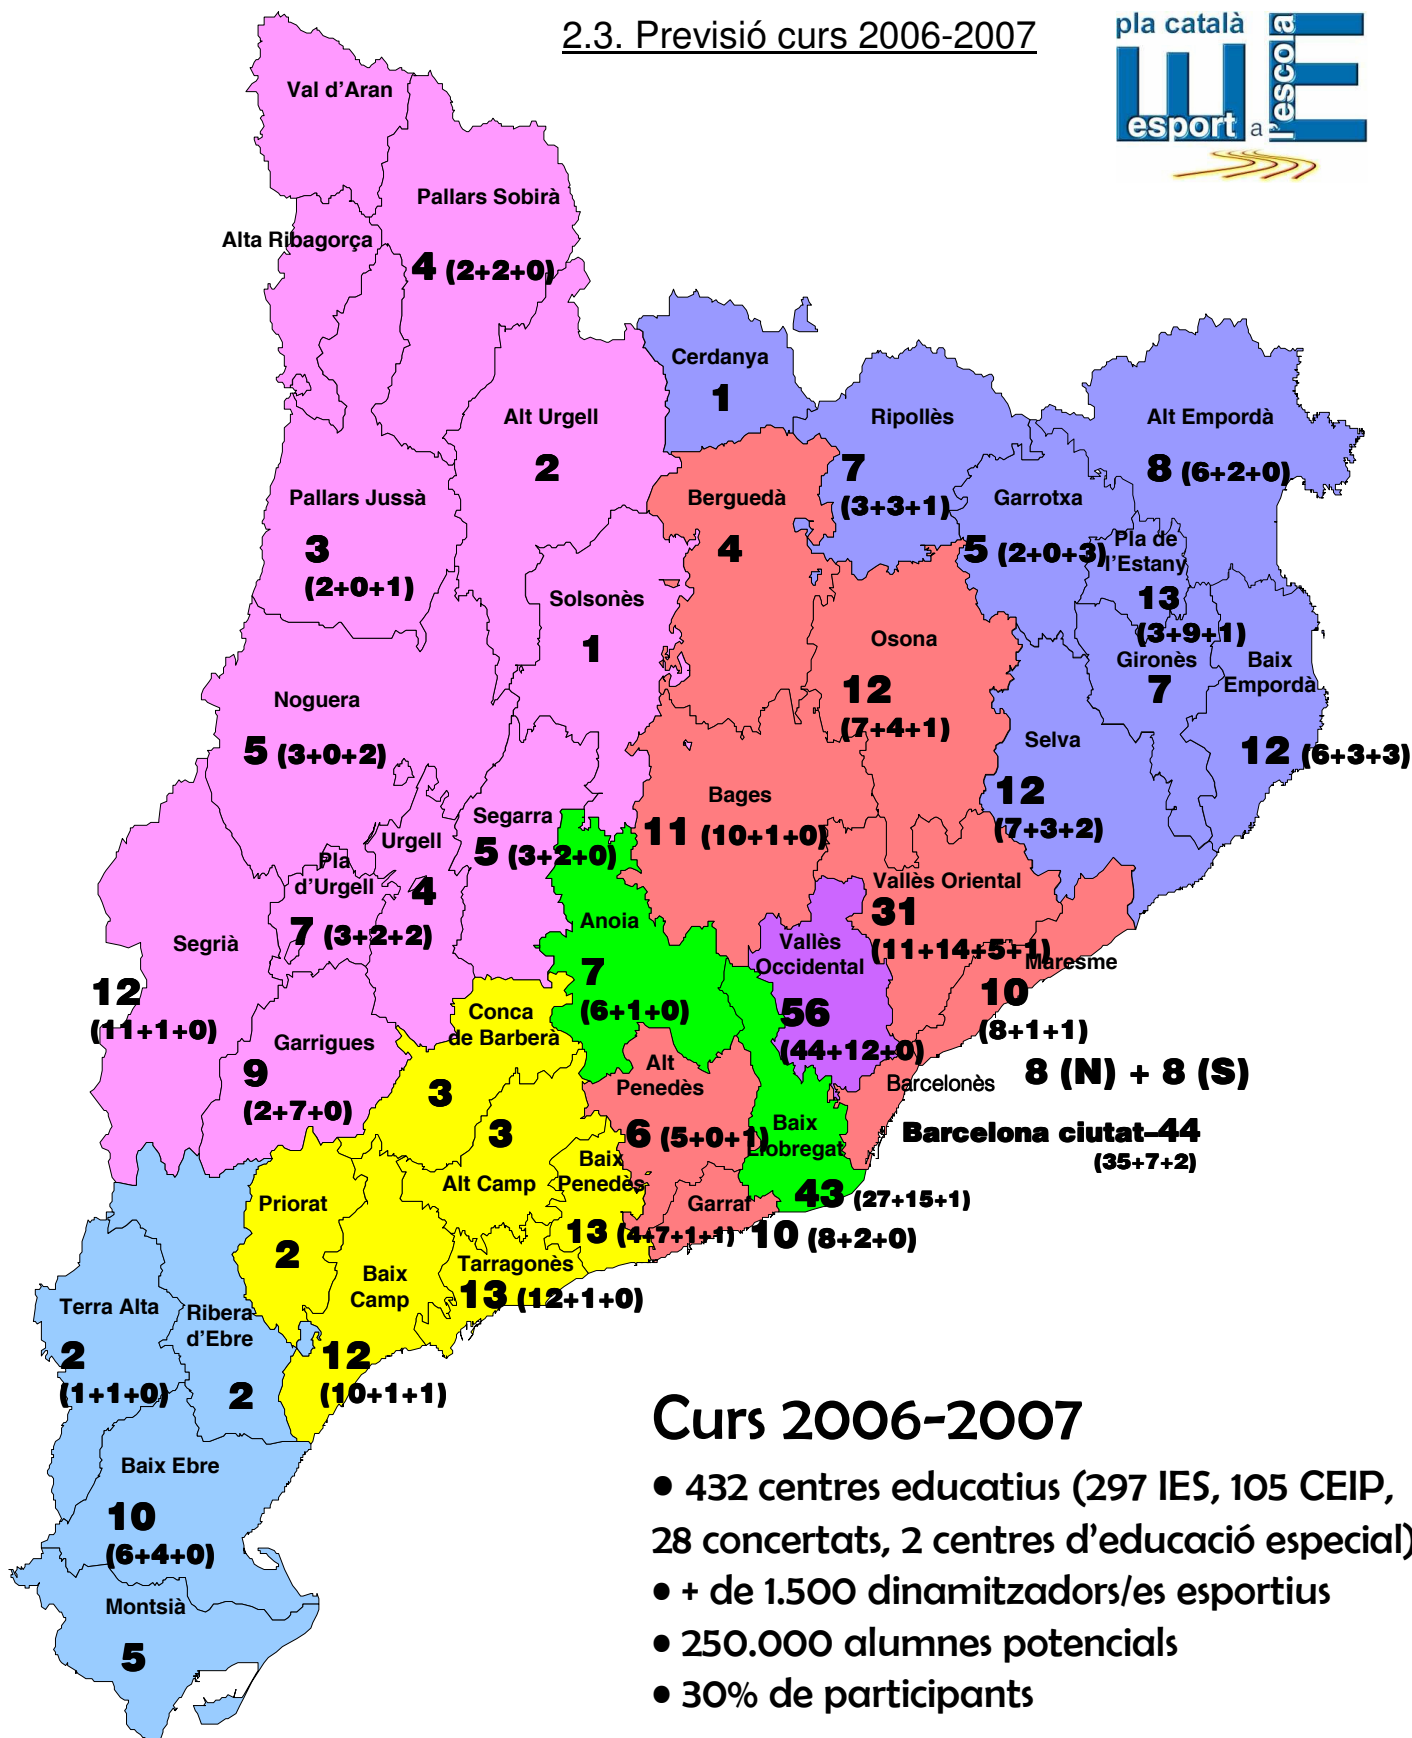 2.3. Previsió curs 2006-2007
pla català
esport a l'escola
Val d'Aran
Pallars Sobirà
4 (2+2+0)
Alta Ribagorça
Cerdanya
1
Alt Urgell
2
Ripollès
7
(3+3+1)
Alt Empordà
8 (6+2+0)
Pallars Jussà
3
(2+0+1)
Berguedà
4
Garrotxa
5 (2+0+3)
Pla de
l'Estany
13
(3+9+1)
Solsonès
1
Osona
12
(7+4+1)
Gironès
7
Baix
Empordà
12 (6+3+3)
Noguera
5 (3+0+2)
Selva
12
(7+3+2)
Bages
11 (10+1+0)
Segarra
5 (3+2+0)
Urgell
4
Pla
d'Urgell
7 (3+2+2)
Vallès Oriental
31
(11+14+5+1)
Anoia
7
(6+1+0)
Segrià
12
(11+1+0)
Vallès
Occidental
56
(44+12+0)
Maresme
10
(8+1+1)
Conca
de Barberà
3
Garrigues
9
(2+7+0)
Alt
Penedès
6 (5+0+1)
Barcelonès
8 (N) + 8 (S)
Barcelona ciutat-44
(35+7+2)
3
Alt Camp
Baix
Llobregat
43 (27+15+1)
Baix
Penedès
13 (4+7+1+1)
Garraf
10 (8+2+0)
Priorat
2
Baix
Camp
12
(10+1+1)
Tarragonès
13 (12+1+0)
Terra Alta
2
(1+1+0)
Ribera
d'Ebre
2
Baix Ebre
10
(6+4+0)
Montsià
5
Curs 2006-2007
• 432 centres educatius (297 IES, 105 CEIP,
28 concertats, 2 centres d'educació especial)
• + de 1.500 dinamitzadors/es esportius
• 250.000 alumnes potencials
• 30% de participants